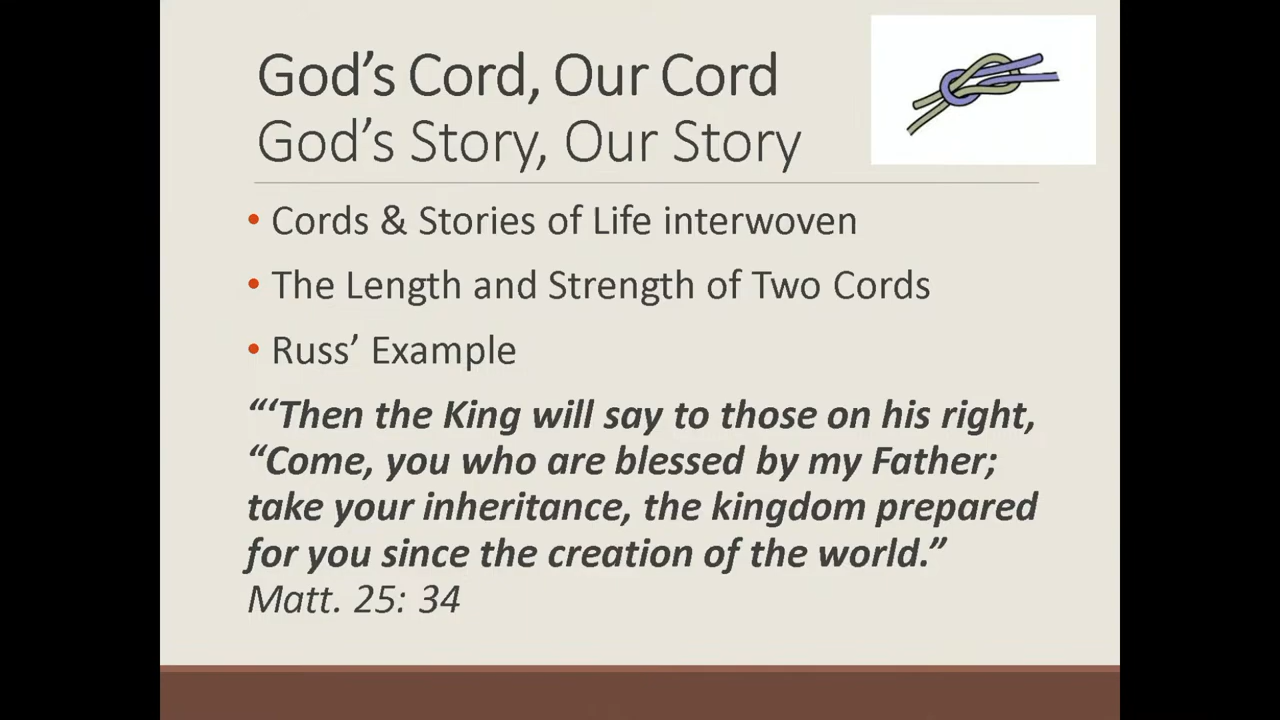 God’s Cord, Our Cord
God’s Story, Our Story
• Cords & Stories of Life interwoven
• The Length and Strength of Two Cords
• Russ’ Example
“‘Then the King will say to those on his right,
“Come, you who are blessed by my Father;
take your inheritance, the kingdom prepared
for you since the creation of the world.”
Matt. 25: 34